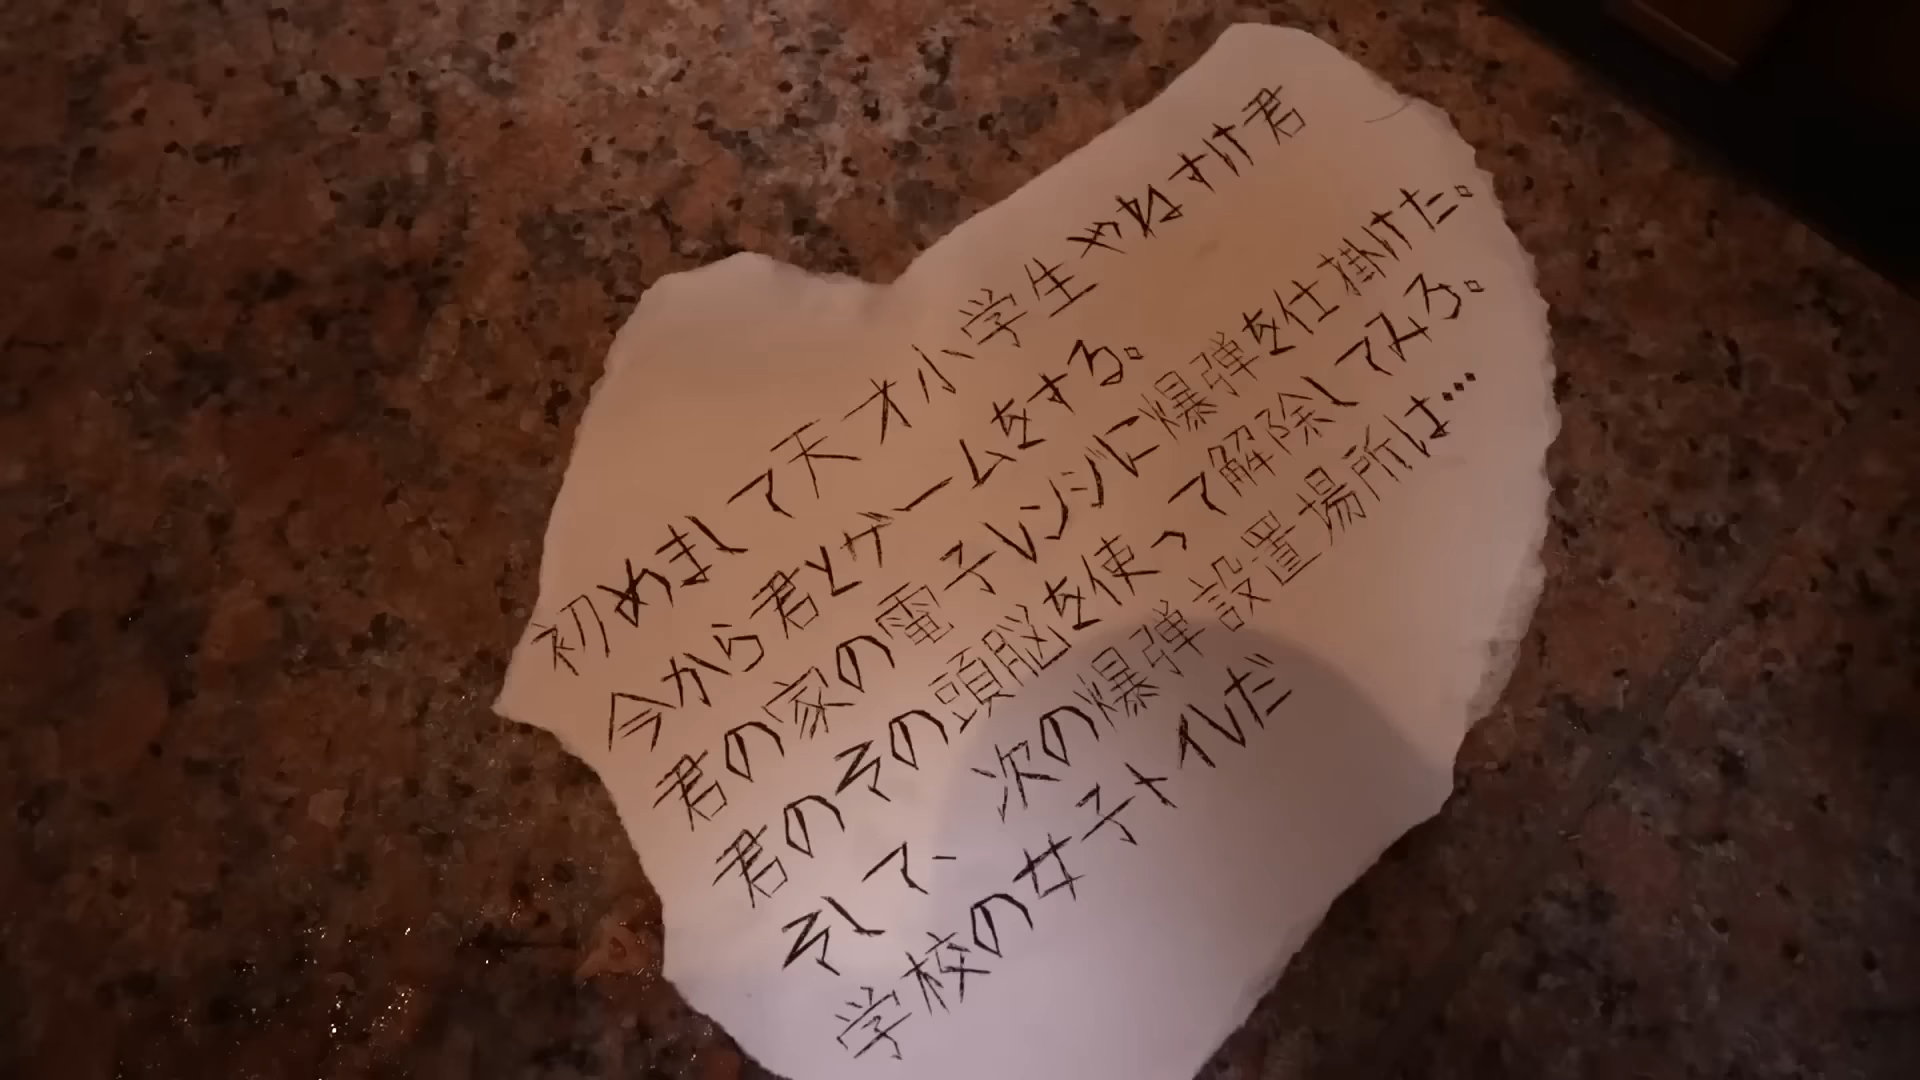 初めまして天才小学生やねすけ君
今から君とゲームをする。
君の家の電子レンジに爆弾を仕掛けた。
君のその頭脳を使って解除してみろ。
そして、次の爆弾設置場所は…
学校の女子トイレだ